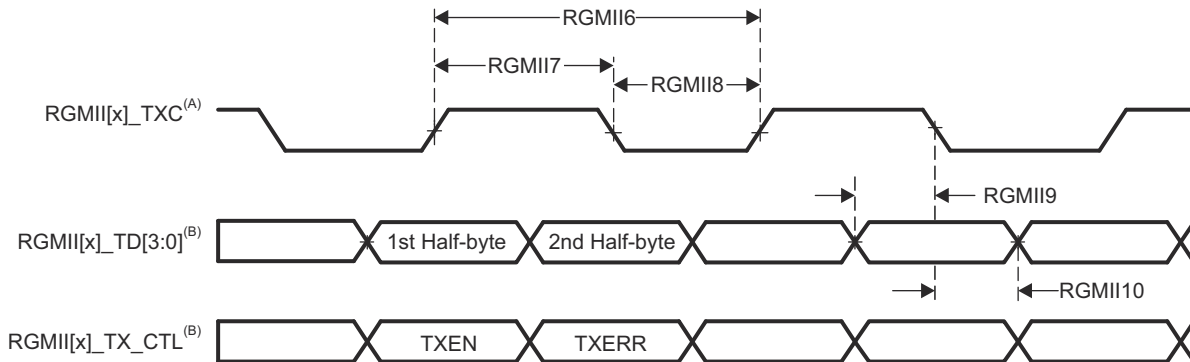 RGMII6
RGMII7
RGMII8
RGMII[x]_TXC(A)
RGMII9
RGMII[x]_TD[3:0](B)
1st Half-byte
2nd Half-byte
RGMII10
RGMII[x]_TX_CTL(B)
TXEN
TXERR